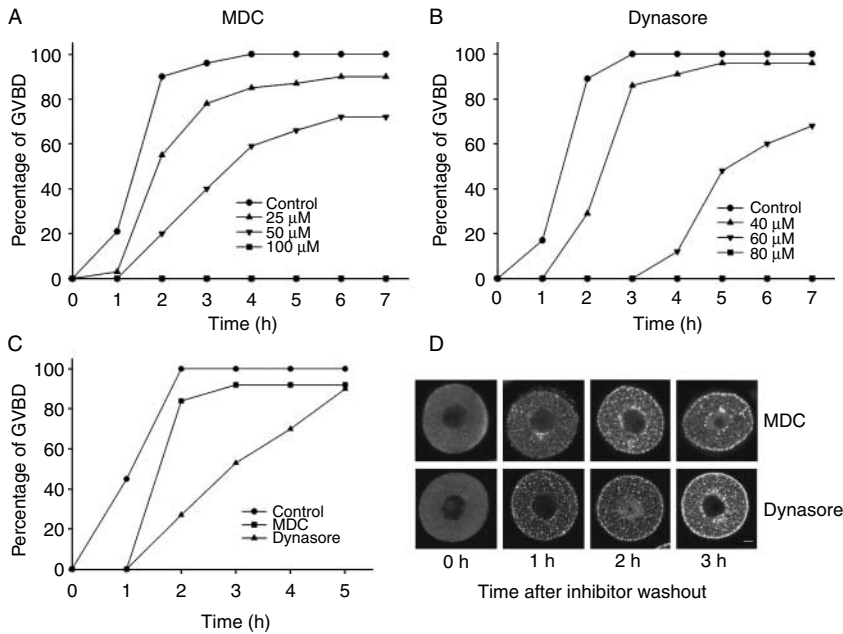 A
MDC
Percentage of GVBD
100
80
60
40
20
0
Control
25 µM
50 µM
100 µM
0 1 2 3 4 5 6 7
Time (h)
B
Dynasore
Percentage of GVBD
100
80
60
40
20
0
Control
40 µM
60 µM
80 µM
0 1 2 3 4 5 6 7
Time (h)
C
Percentage of GVBD
100
80
60
40
20
0
Control
MDC
Dynasore
0 1 2 3 4 5
Time (h)
D
MDC
Dynasore
0 h 1 h 2 h 3 h
Time after inhibitor washout